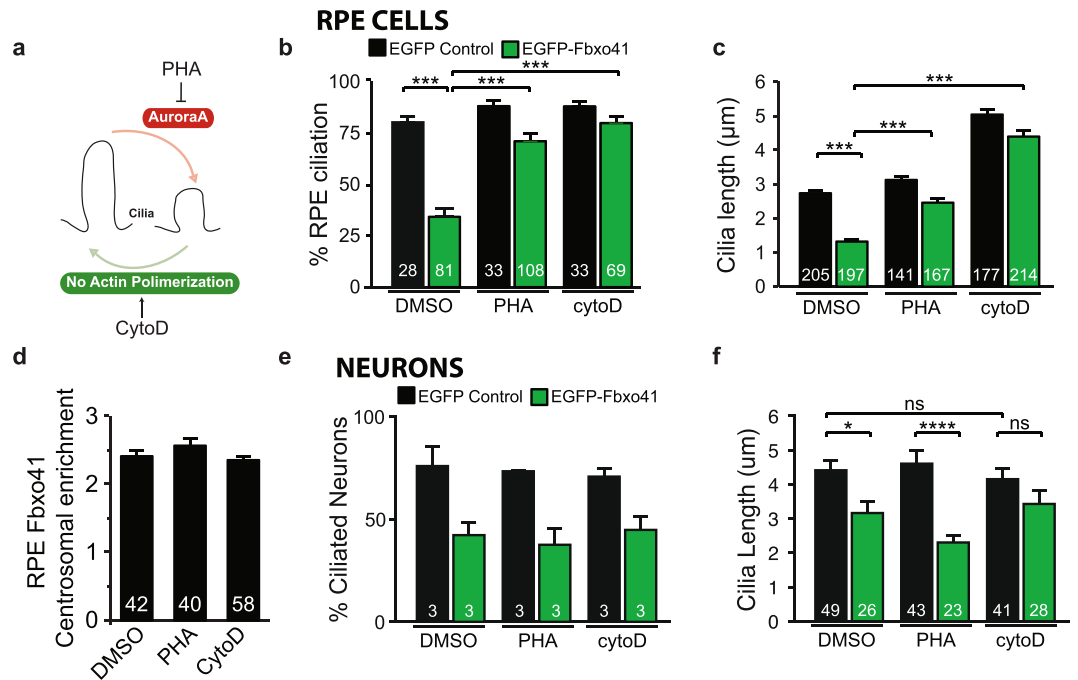 RPE CELLS
a
PHA
AuroraA
Cilia
No Actin Polimerization
CytoD
b
EGFP Control EGFP-Fbxo41
***
*** ***
100
75
50
25
0
% RPE ciliation
28 81 33 108 33 69
DMSO PHA cytoD
c
***
***
***
6
5
4
3
2
1
0
Cilia length (µm)
205 197 141 167 177 214
DMSO PHA cytoD
d
3
2
1
0
RPE Fbxo41
Centrosomal enrichment
42 40 58
DMSO PHA CytoD
NEURONS
e
EGFP Control EGFP-Fbxo41
100
50
0
% Ciliated Neurons
3 3 3 3 3 3
DMSO PHA cytoD
f
ns
* **** ns
6
5
4
3
2
1
0
Cilia Length (um)
49 26 43 23 41 28
DMSO PHA cytoD